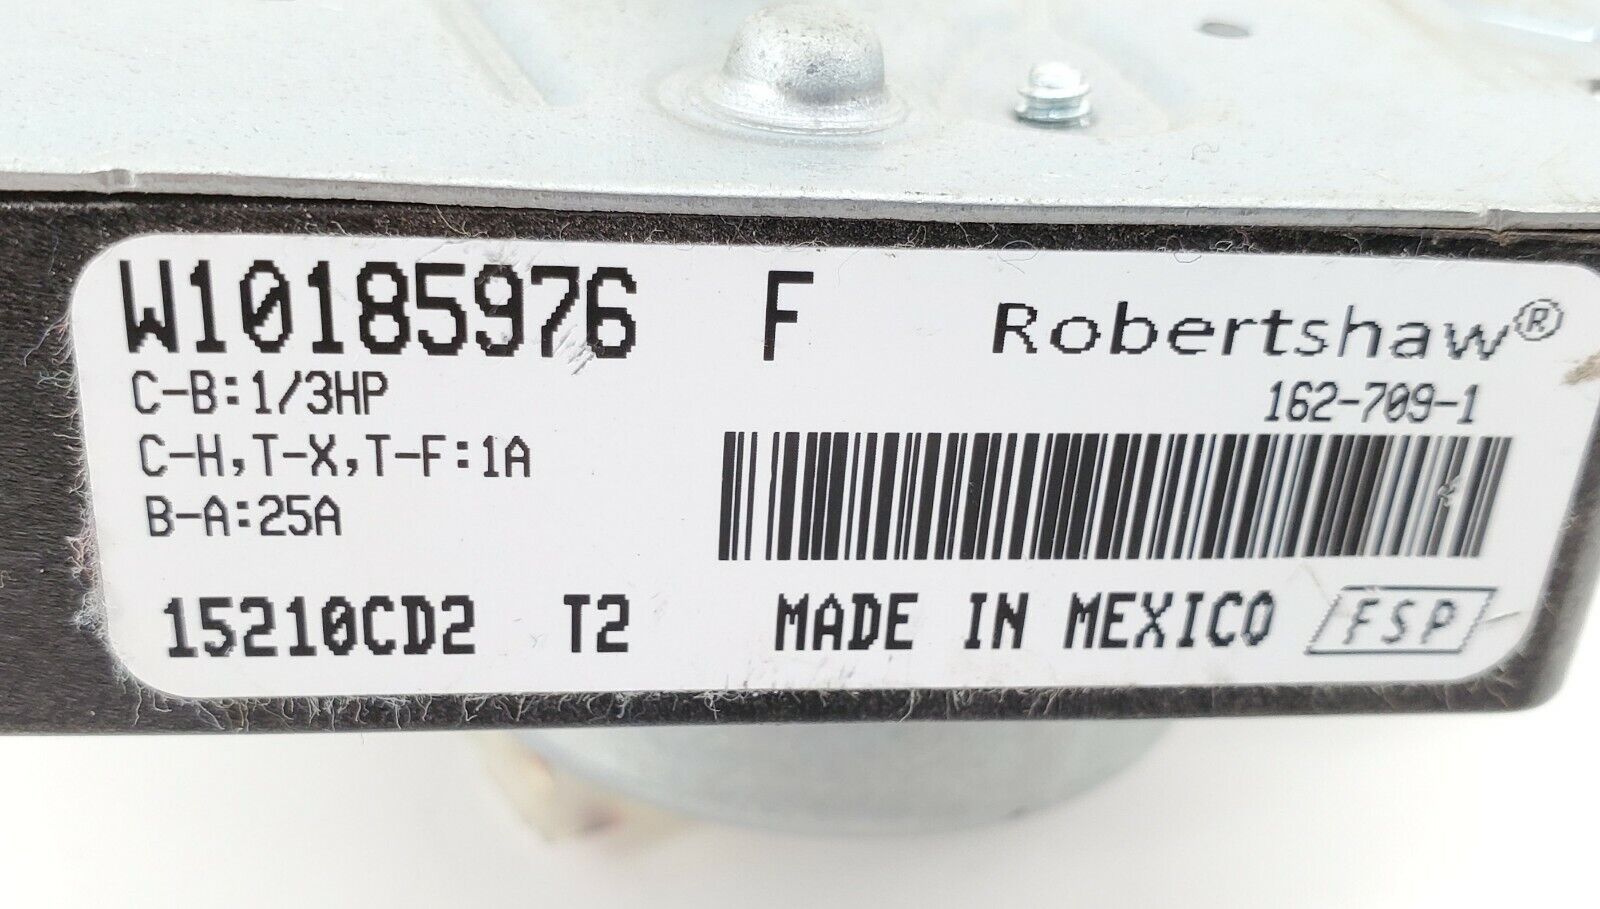 W10185976 F Robertshaw®
C-B:1/3HP 162-709-1
C-H,T-X,T-F:1A
B-A:25A
15210CD2 T2 MADE IN MEXICO FSP